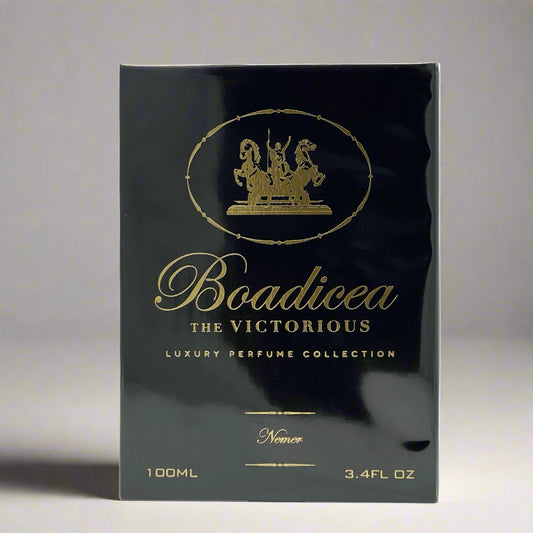 Boadicea
THE VICTORIOUS
LUXURY PERFUME COLLECTION
Nemer
100ML 3.4FL OZ